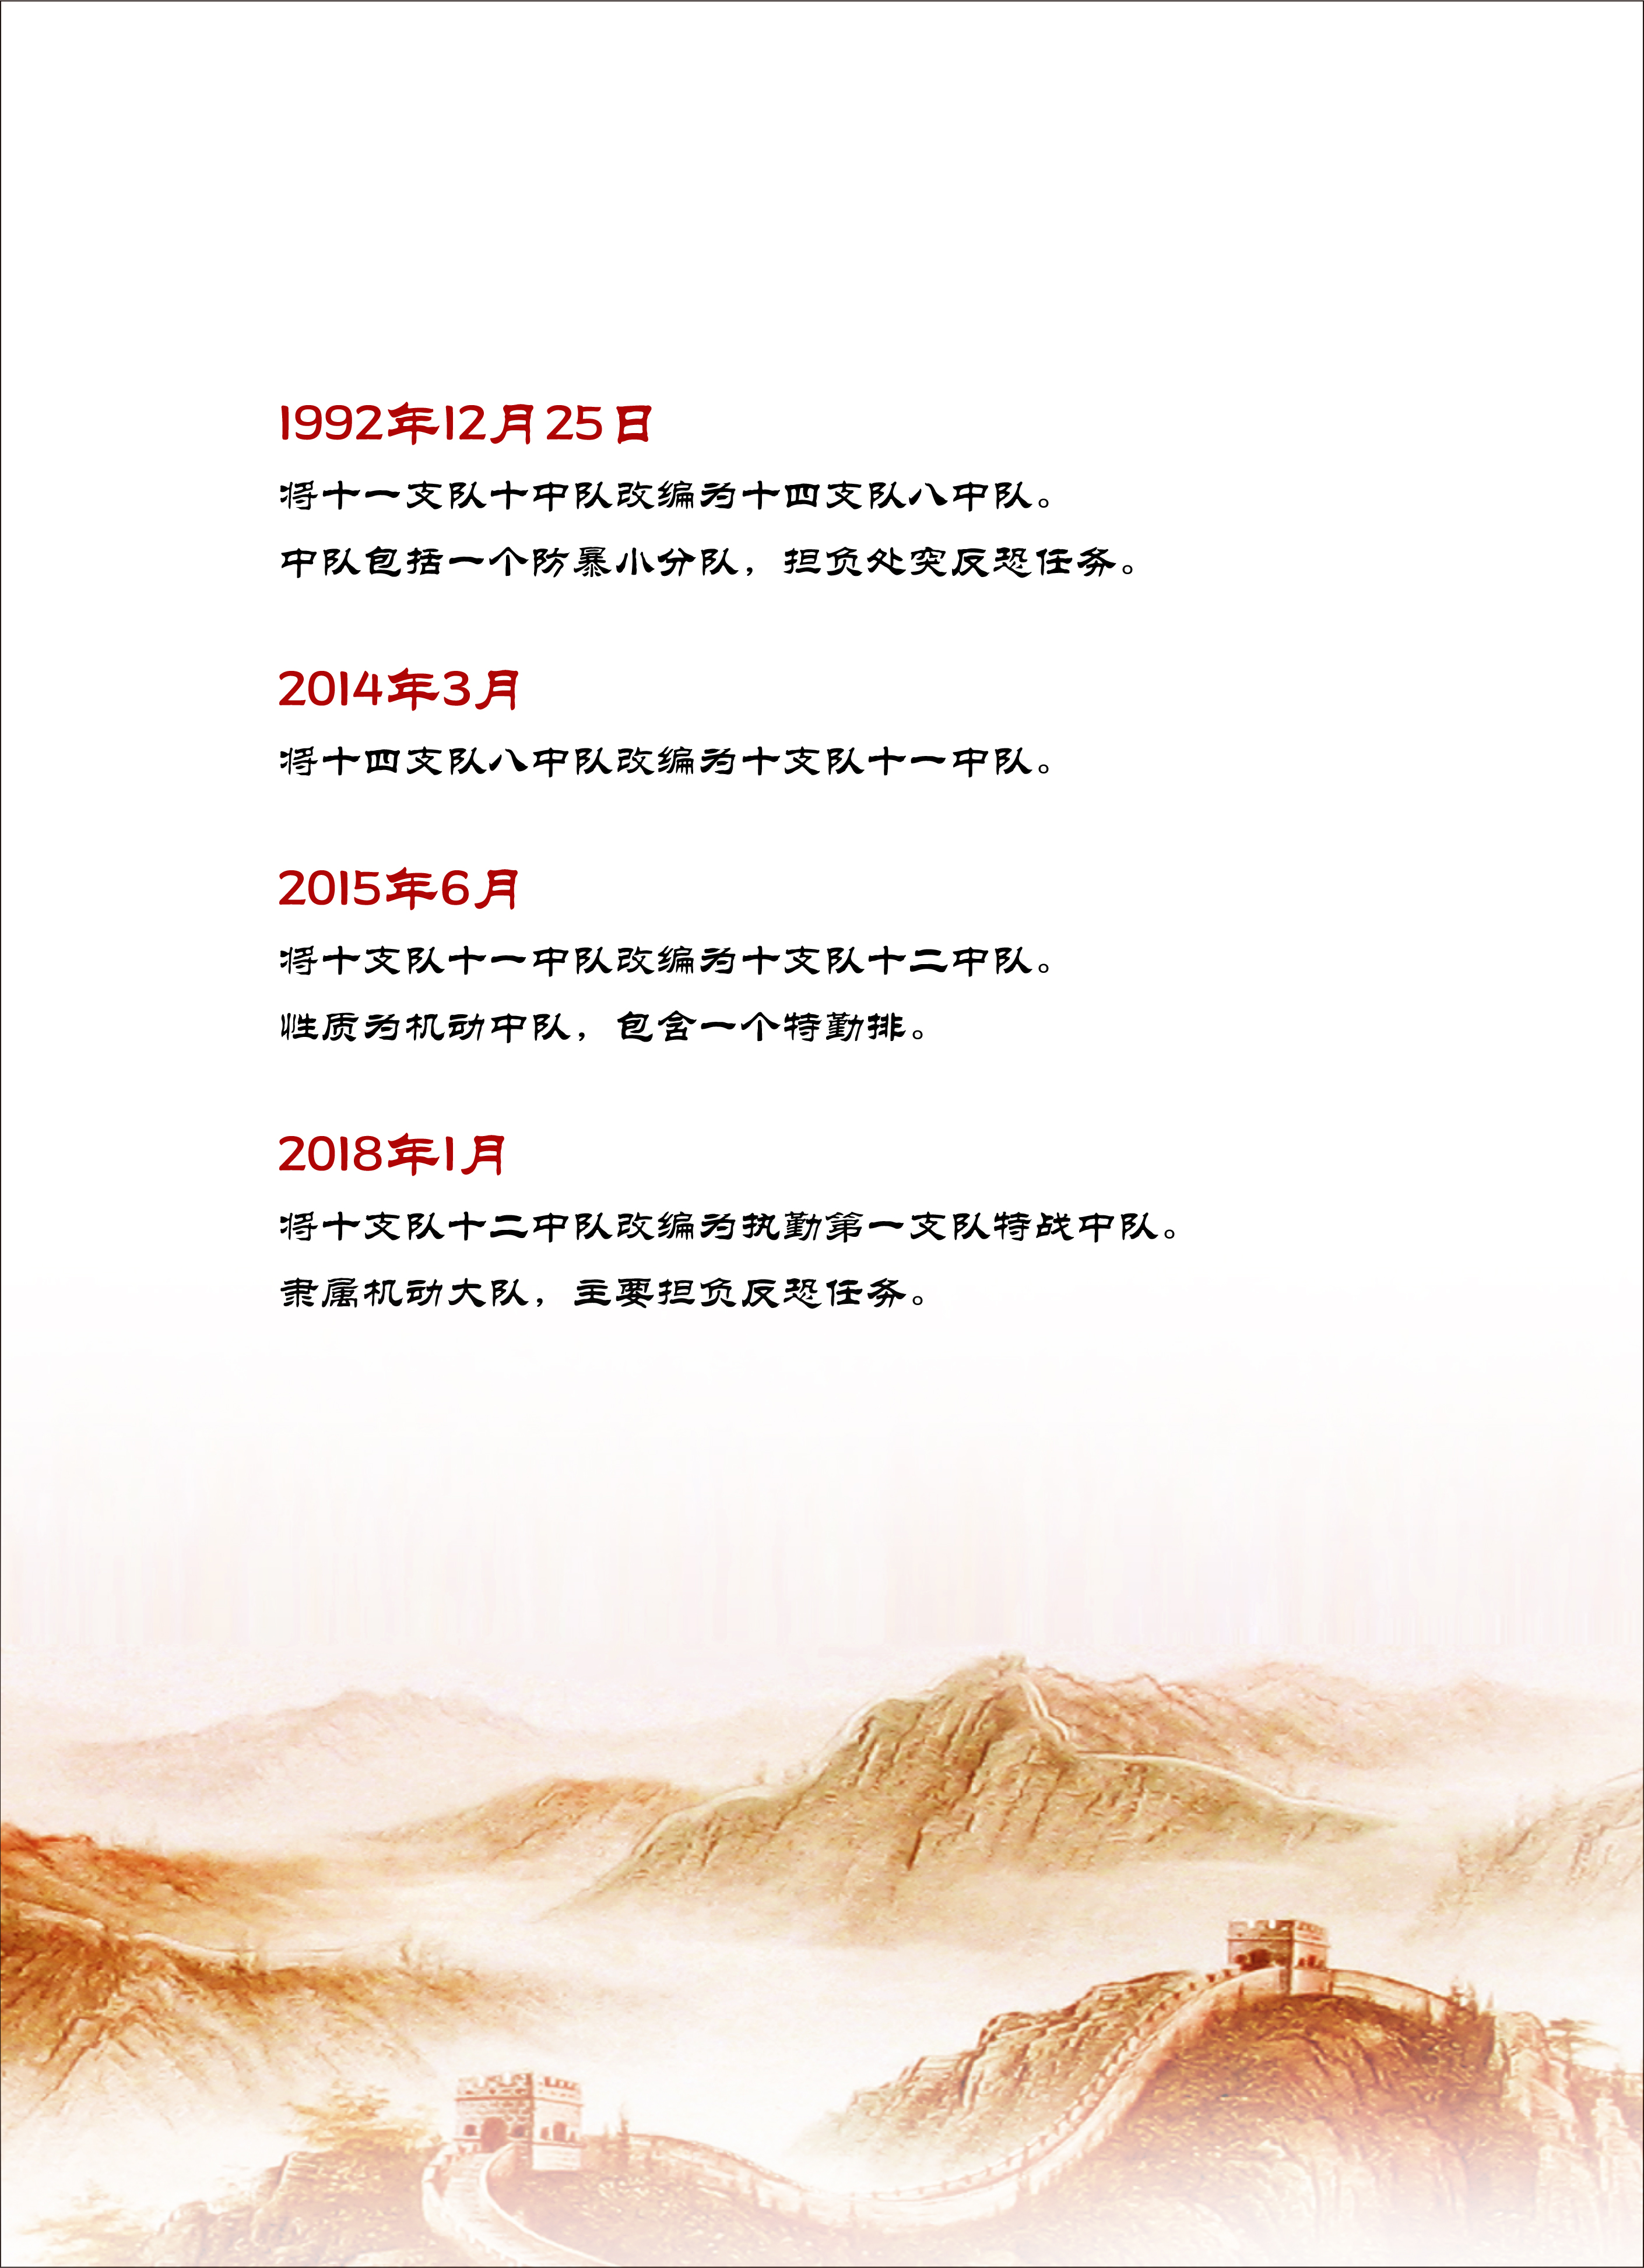 1992年12月25日
将十一支队十中队改编为十四支队八中队。
中队包括一个防暴小分队，担负处突反恐任务。
2014年3月
将十四支队八中队改编为十支队十一中队。
2015年6月
将十支队十一中队改编为十支队十二中队。
性质为机动中队，包含一个特勤排。
2018年1月
将十支队十二中队改编为执勤第一支队特战中队。
隶属机动大队，主要担负反恐任务。